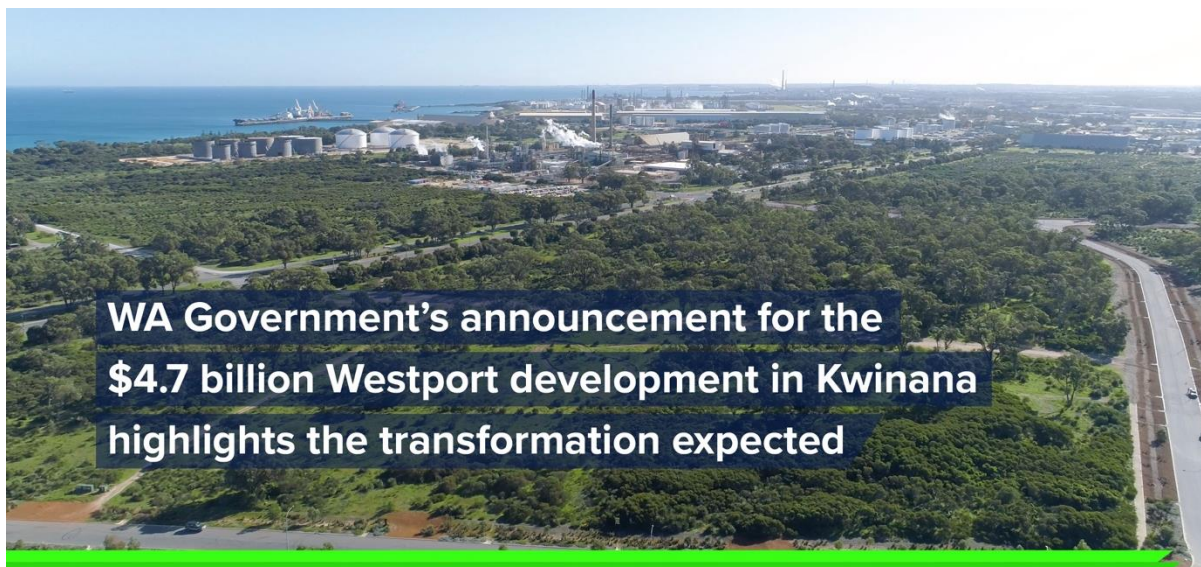 WA Government’s announcement for the
$4.7 billion Westport development in Kwinana
highlights the transformation expected